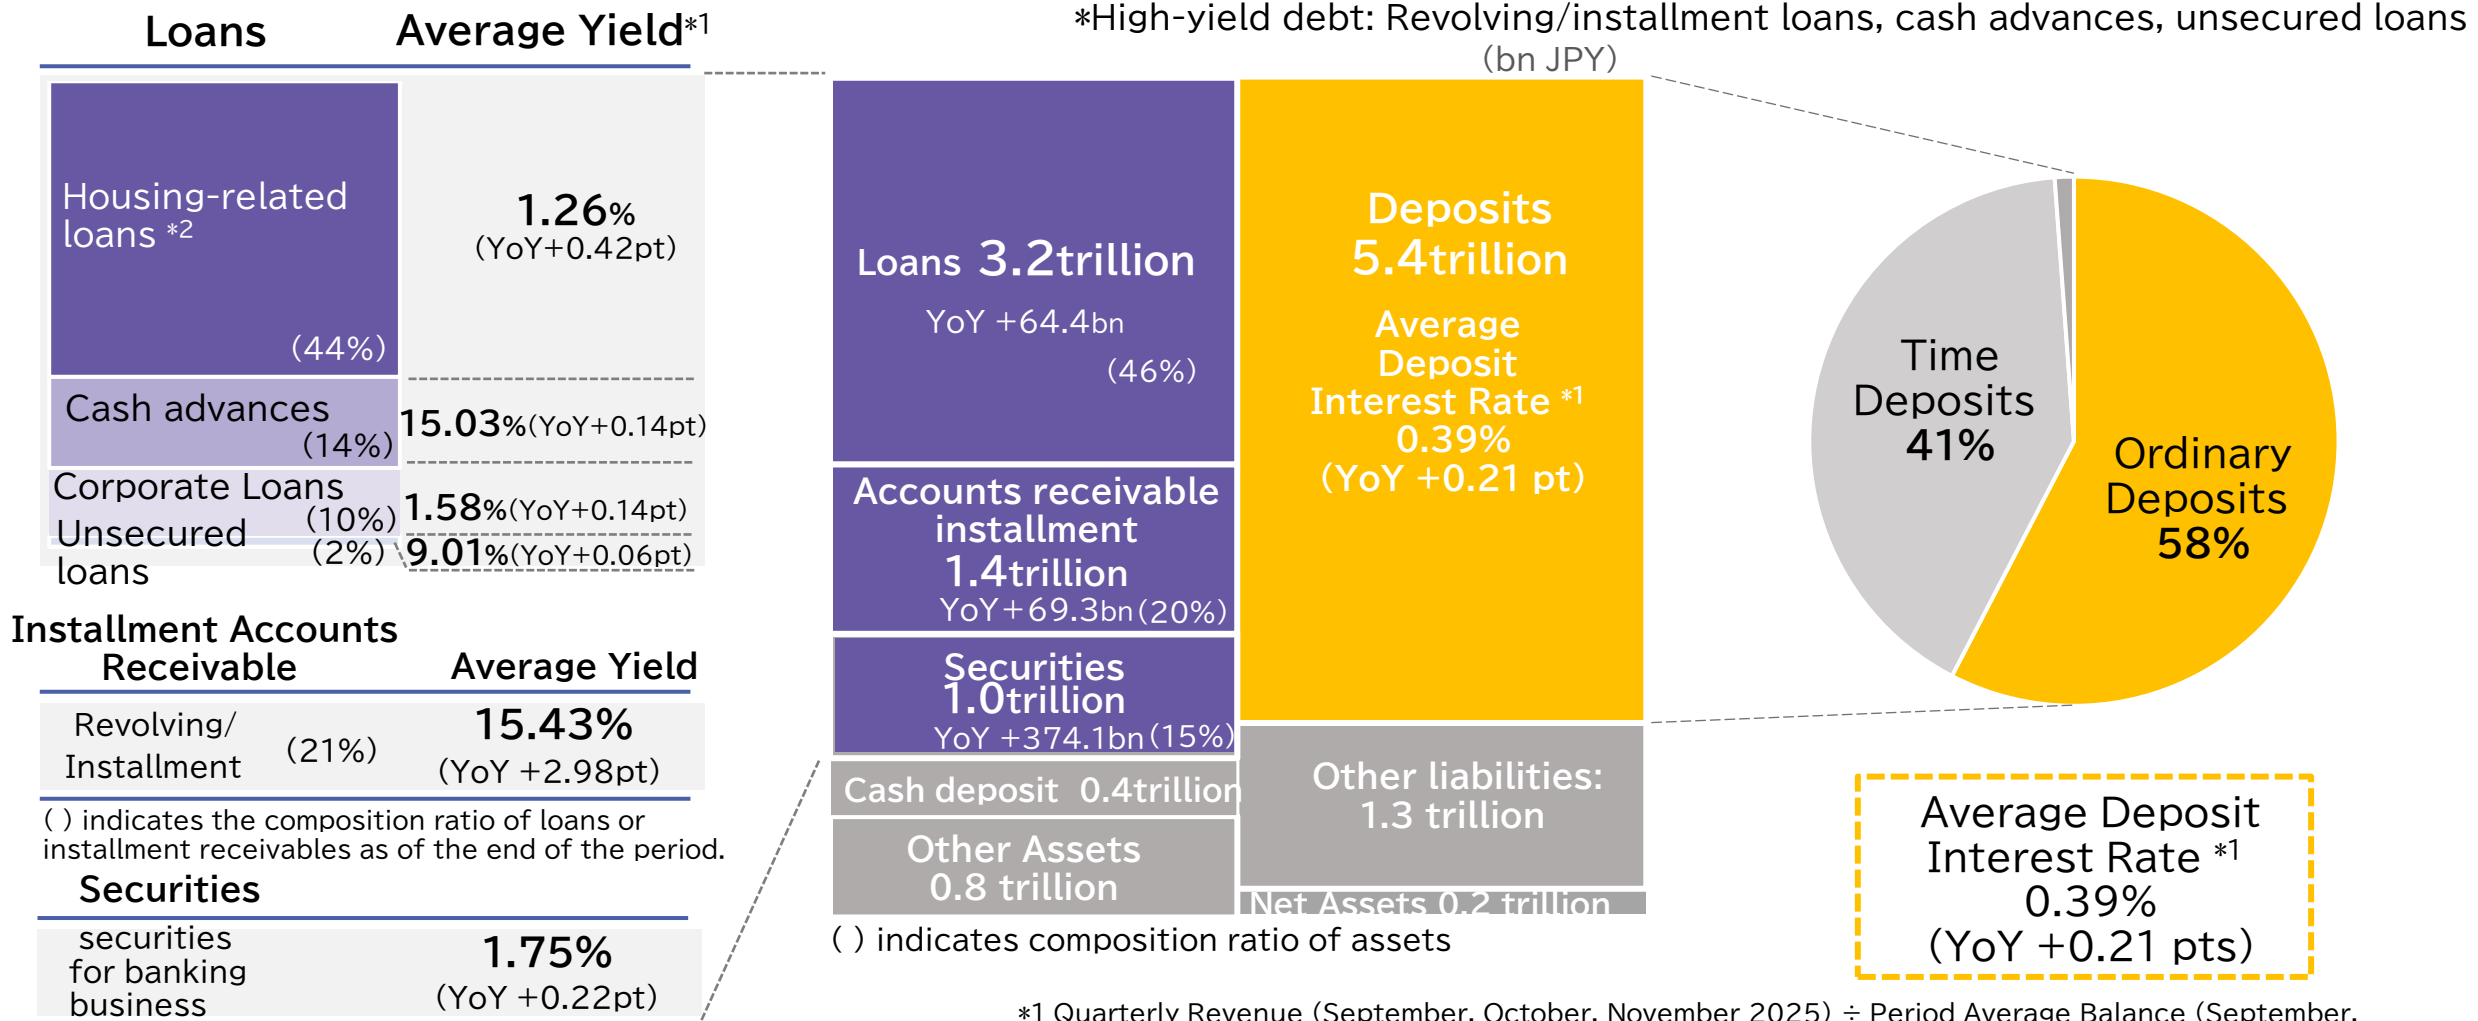 Loans
Average Yield*1
*High-yield debt: Revolving/installment loans, cash advances, unsecured loans
(bn JPY)
Housing-related
loans *2
(44%)
1.26%
(YoY+0.42pt)
Cash advances
(14%)
15.03%(YoY+0.14pt)
Corporate Loans
(10%)
1.58%(YoY+0.14pt)
Unsecured
loans
(2%)
9.01%(YoY+0.06pt)
Installment Accounts
Receivable
Average Yield
Revolving/
Installment
(21%)
15.43%
(YoY +2.98pt)
( ) indicates the composition ratio of loans or
installment receivables as of the end of the period.
Securities
securities
for banking
business
1.75%
(YoY +0.22pt)
Loans 3.2trillion
YoY +64.4bn
(46%)
Accounts receivable
installment
1.4trillion
YoY+69.3bn(20%)
Securities
1.0trillion
YoY +374.1bn(15%)
Cash deposit 0.4trillion
Other Assets
0.8 trillion
Deposits
5.4trillion
Average
Deposit
Interest Rate *1
0.39%
(YoY +0.21 pt)
Other liabilities:
1.3 trillion
Net Assets 0.2 trillion
( ) indicates composition ratio of assets
Time
Deposits
41%
Ordinary
Deposits
58%
Average Deposit
Interest Rate *1
0.39%
(YoY +0.21 pts)
*1 Quarterly Revenue (September, October, November 2025) ÷ Period Average Balance (September,